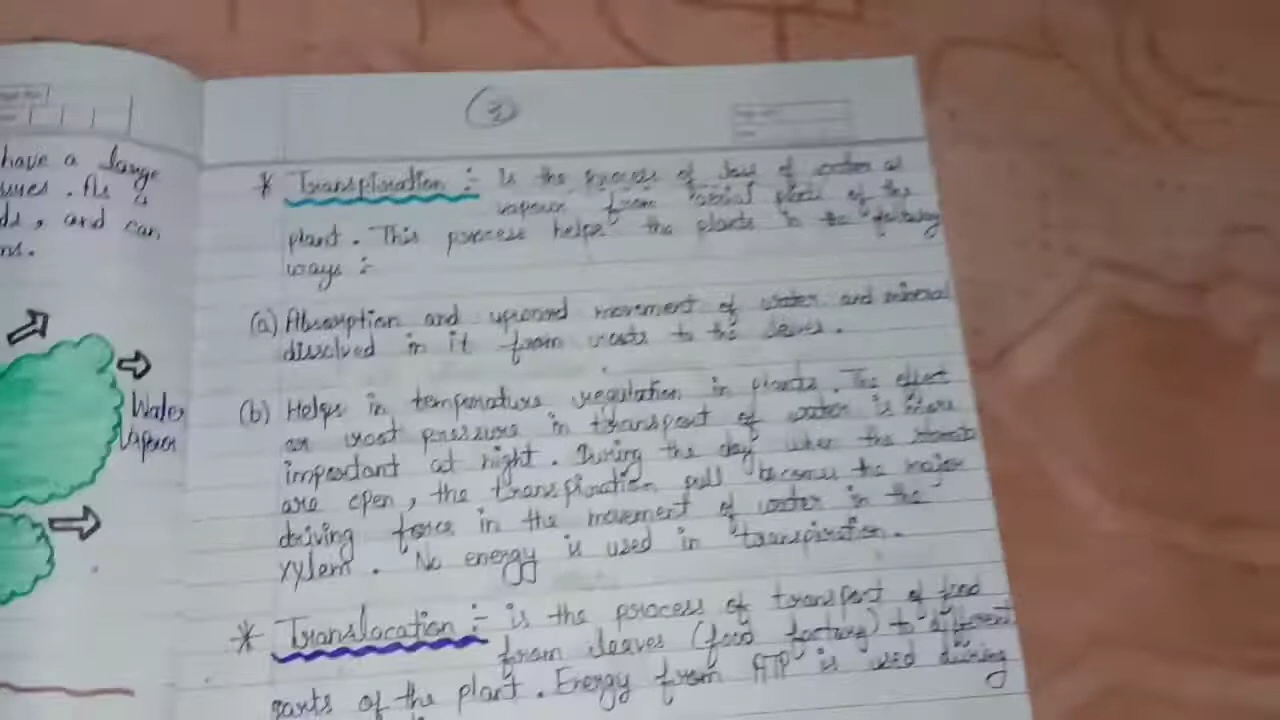 have a large
sures. As a
ds, and can
ns.
Water
Vapour
3
* Transpiration :- is the process of loss of water as
vapour from aerial parts of the
plant. This process helps the plants in the following
ways :-
(a) Absorption and upward movement of water and mineral
dissolved in it from roots to the leaves.
(b) Helps in temperature regulation in plants. The effect
on root pressure in transport of water is more
important at night. During the day when the stomata
are open, the transpiration pull becomes the major
driving force in the movement of water in the
xylem. No energy is used in transpiration.
* Translocation :- is the process of transport of food
from leaves (food factory) to different
parts of the plant. Energy from ATP is used during